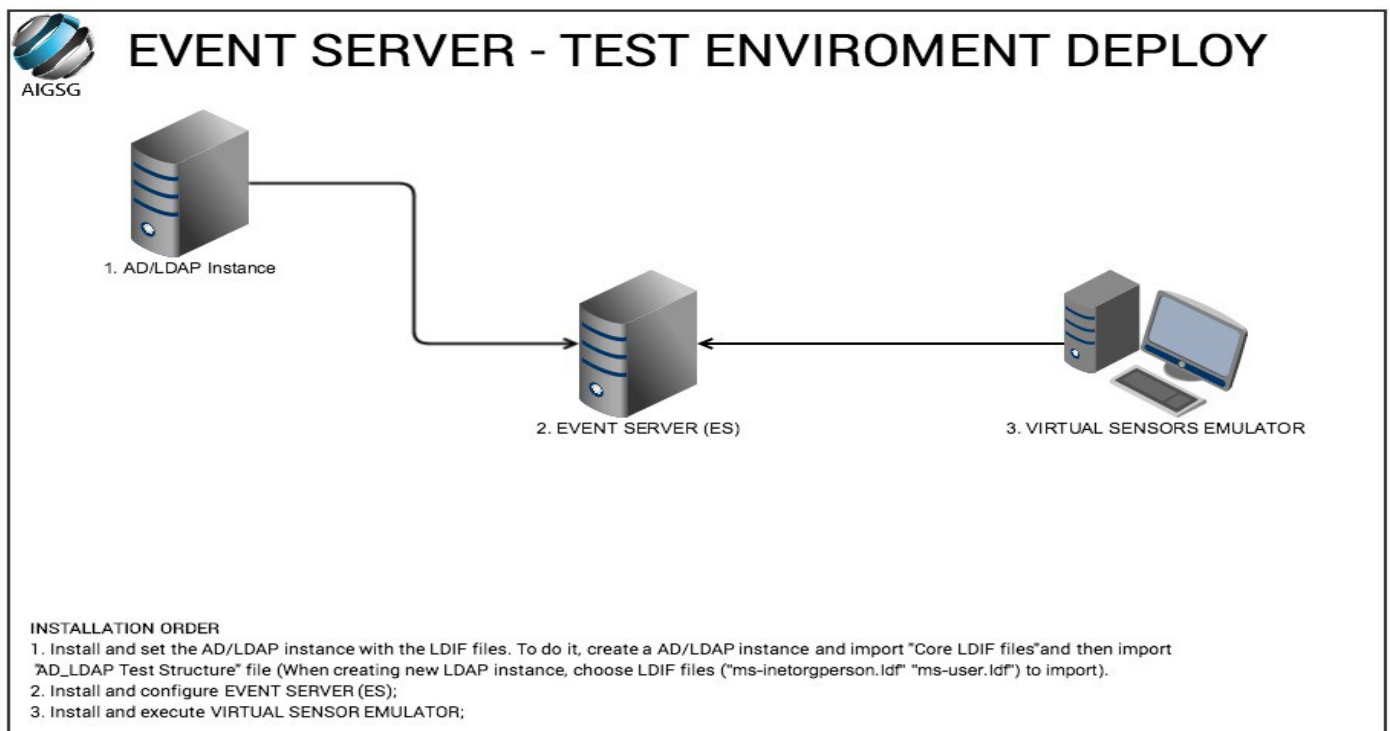 EVENT SERVER - TEST ENVIROMENT DEPLOY
AIGSG
1. AD/LDAP Instance
2. EVENT SERVER (ES)
3. VIRTUAL SENSORS EMULATOR
INSTALLATION ORDER
1. Install and set the AD/LDAP instance with the LDIF files. To do it, create a AD/LDAP instance and import "Core LDIF files"and then import
"AD_LDAP Test Structure" file (When creating new LDAP instance, choose LDIF files ("ms-inetorgperson.ldf" "ms-user.ldf") to import).
2. Install and configure EVENT SERVER (ES);
3. Install and execute VIRTUAL SENSOR EMULATOR;